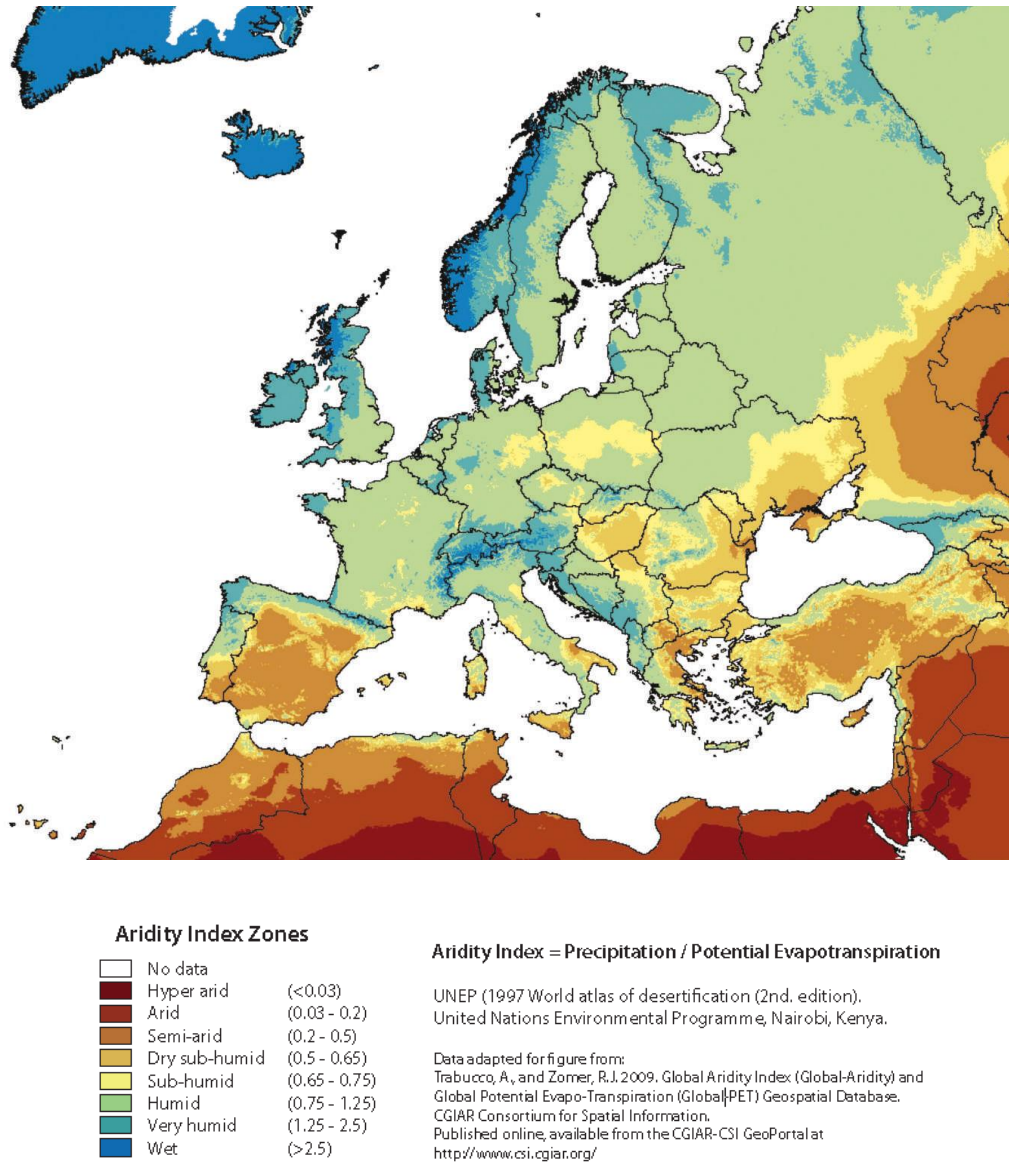 Aridity Index Zones
No data
Hyper arid (<0.03)
Arid (0.03 - 0.2)
Semi-arid (0.2 - 0.5)
Dry sub-humid (0.5 - 0.65)
Sub-humid (0.65 - 0.75)
Humid (0.75 - 1.25)
Very humid (1.25 - 2.5)
Wet (>2.5)
Aridity Index = Precipitation / Potential Evapotranspiration
UNEP (1997 World atlas of desertification (2nd. edition).
United Nations Environmental Programme, Nairobi, Kenya.
Data adapted for figure from:
Trabucco, A., and Zomer, R.J. 2009. Global Aridity Index (Global-Aridity) and
Global Potential Evapo-Transpiration (Global-PET) Geospatial Database.
CGIAR Consortium for Spatial Information.
Published online, available from the CGIAR-CSI GeoPortal at
http://www.csi.cgiar.org/